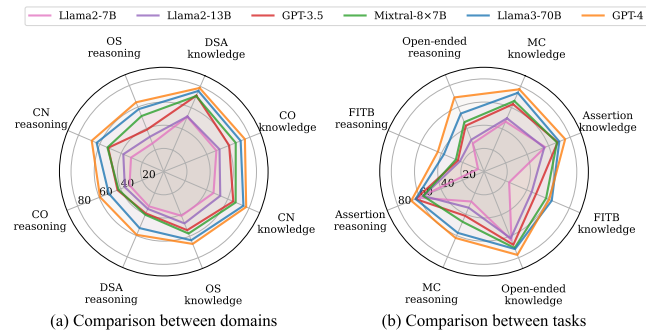 Llama2-7B Llama2-13B GPT-3.5 Mixtral-8×7B Llama3-70B GPT-4
OS
reasoning
DSA
knowledge
CN
reasoning
CO
knowledge
20
40
60
80
CO
reasoning
CN
knowledge
DSA
reasoning
OS
knowledge
(a) Comparison between domains
Open-ended
reasoning
MC
knowledge
FITB
reasoning
Assertion
knowledge
20
40
60
80
Assertion
reasoning
FITB
knowledge
MC
reasoning
Open-ended
knowledge
(b) Comparison between tasks